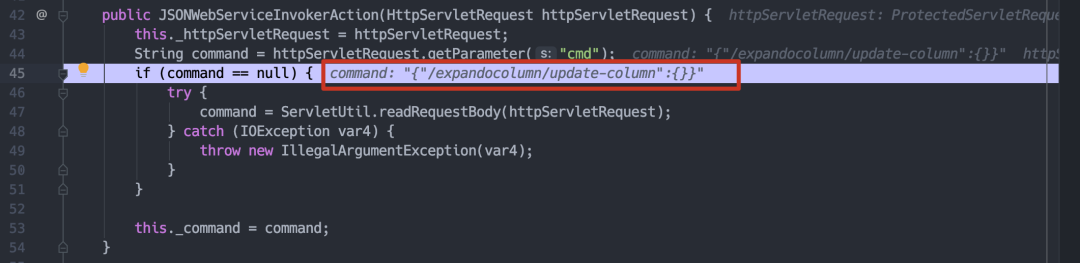 42 @ public JSONWebServiceInvokerAction(HttpServletRequest httpServletRequest) { httpServletRequest: ProtectedServletReque
43 this._httpServletRequest = httpServletRequest;
44 String command = httpServletRequest.getParameter( s: "cmd"); command: "{"/expandocolumn/update-column":{}}" httpS
45 if (command == null) { command: "{"/expandocolumn/update-column":{}}"
46 try {
47 command = ServletUtil.readRequestBody(httpServletRequest);
48 } catch (IOException var4) {
49 throw new IllegalArgumentException(var4);
50 }
51 }
52
53 this._command = command;
54 }